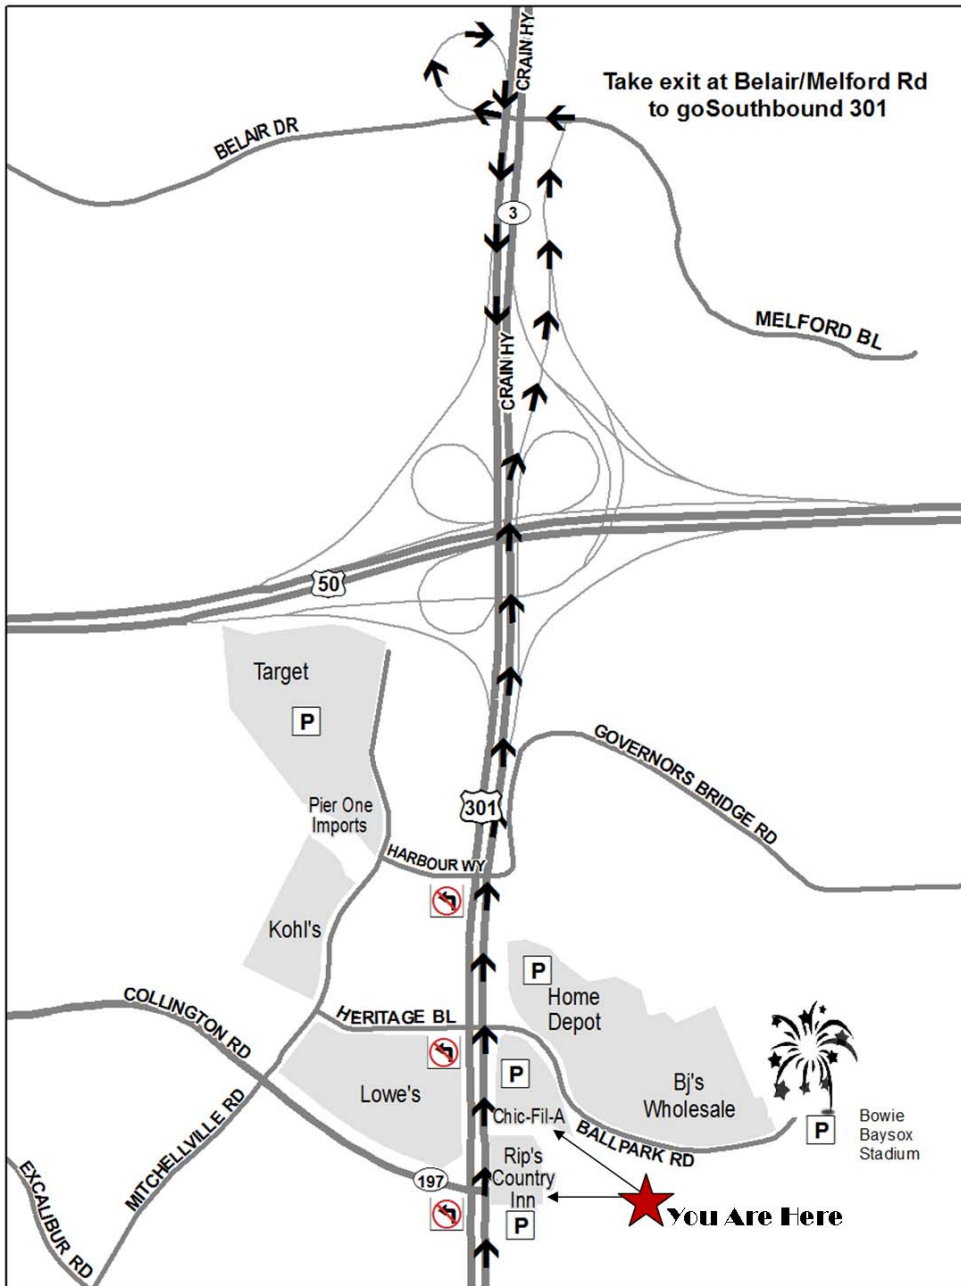 CRAIN HY
Take exit at Belair/Melford Rd
to goSouthbound 301
BELAIR DR
3
MELFORD BL
CRAIN HY
50
Target
P
GOVERNORS BRIDGE RD
301
Pier One
Imports
HARBOUR WY
Kohl's
P
Home
Depot
COLLINGTON RD
HERITAGE BL
P
Lowe's
Bj's
Wholesale
Chic-Fil-A
P
Bowie
Baysox
Stadium
BALLPARK RD
MITCHELLVILLE RD
Rip's
Country
Inn
197
EXCALIBUR RD
P
You Are Here